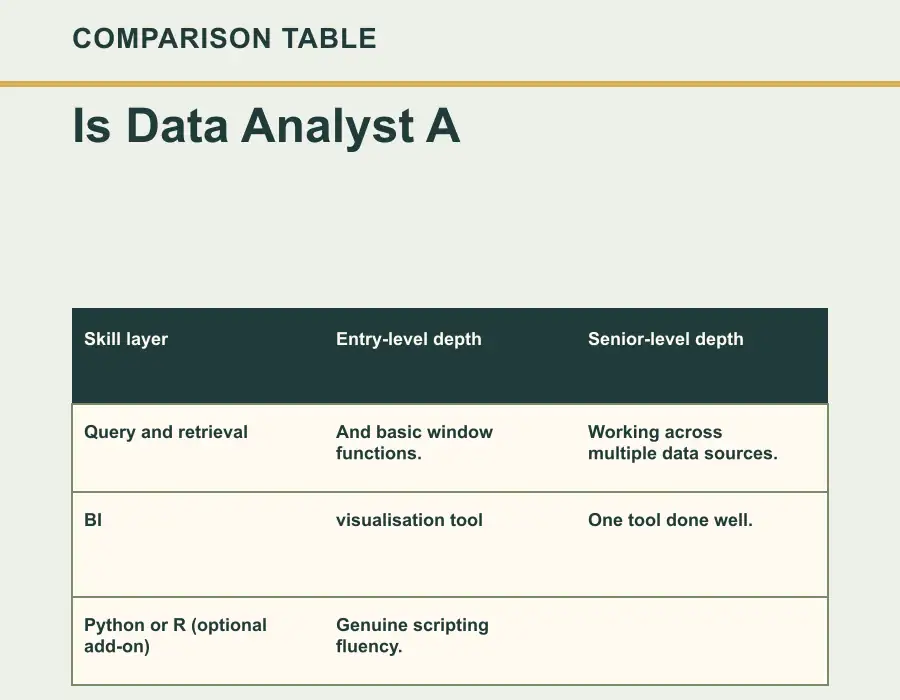 COMPARISON TABLE
Is Data Analyst A
Skill layer
Entry-level depth
Senior-level depth
Query and retrieval
And basic window
functions.
Working across
multiple data sources.
BI
visualisation tool
One tool done well.
Python or R (optional
add-on)
Genuine scripting
fluency.